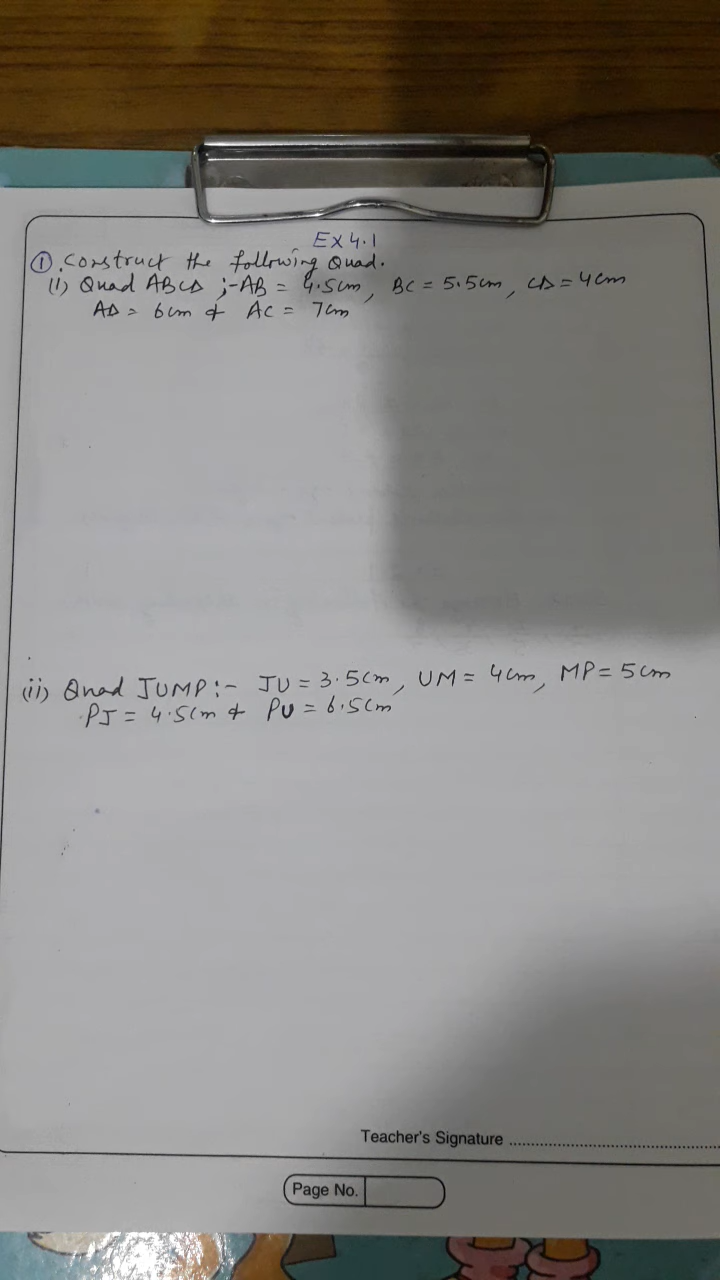 Ex 4.1
① Construct the following Quad.
(1) Quad ABCD ;- AB = 4.5cm, BC = 5.5cm, CD = 4cm
AD = 6cm & AC = 7cm
(ii) Quad JUMP :- JU = 3.5cm, UM = 4cm, MP = 5cm
PJ = 4.5cm & PU = 6.5cm
Teacher's Signature ........................................
Page No.